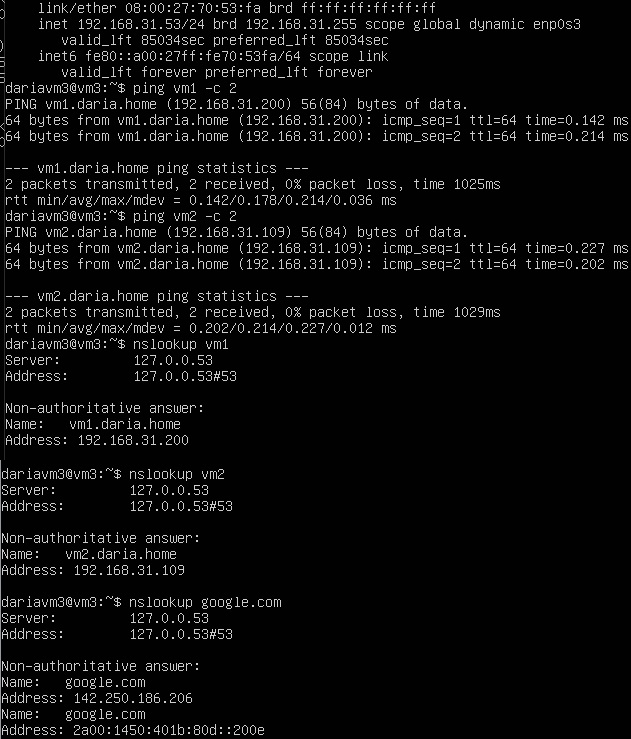 link/ether 08:00:27:70:53:fa brd ff:ff:ff:ff:ff:ff
inet 192.168.31.53/24 brd 192.168.31.255 scope global dynamic enp0s3
valid_lft 85034sec preferred_lft 85034sec
inet6 fe80::a00:27ff:fe70:53fa/64 scope link
valid_lft forever preferred_lft forever
dariavm3@vm3:~$ ping vm1 -c 2
PING vm1.daria.home (192.168.31.200) 56(84) bytes of data.
64 bytes from vm1.daria.home (192.168.31.200): icmp_seq=1 ttl=64 time=0.142 ms
64 bytes from vm1.daria.home (192.168.31.200): icmp_seq=2 ttl=64 time=0.214 ms

--- vm1.daria.home ping statistics ---
2 packets transmitted, 2 received, 0% packet loss, time 1025ms
rtt min/avg/max/mdev = 0.142/0.178/0.214/0.036 ms
dariavm3@vm3:~$ ping vm2 -c 2
PING vm2.daria.home (192.168.31.109) 56(84) bytes of data.
64 bytes from vm2.daria.home (192.168.31.109): icmp_seq=1 ttl=64 time=0.227 ms
64 bytes from vm2.daria.home (192.168.31.109): icmp_seq=2 ttl=64 time=0.202 ms

--- vm2.daria.home ping statistics ---
2 packets transmitted, 2 received, 0% packet loss, time 1029ms
rtt min/avg/max/mdev = 0.202/0.214/0.227/0.012 ms
dariavm3@vm3:~$ nslookup vm1
Server: 127.0.0.53
Address: 127.0.0.53#53

Non-authoritative answer:
Name: vm1.daria.home
Address: 192.168.31.200

dariavm3@vm3:~$ nslookup vm2
Server: 127.0.0.53
Address: 127.0.0.53#53

Non-authoritative answer:
Name: vm2.daria.home
Address: 192.168.31.109

dariavm3@vm3:~$ nslookup google.com
Server: 127.0.0.53
Address: 127.0.0.53#53

Non-authoritative answer:
Name: google.com
Address: 142.250.186.206
Name: google.com
Address: 2a00:1450:401b:80d::200e